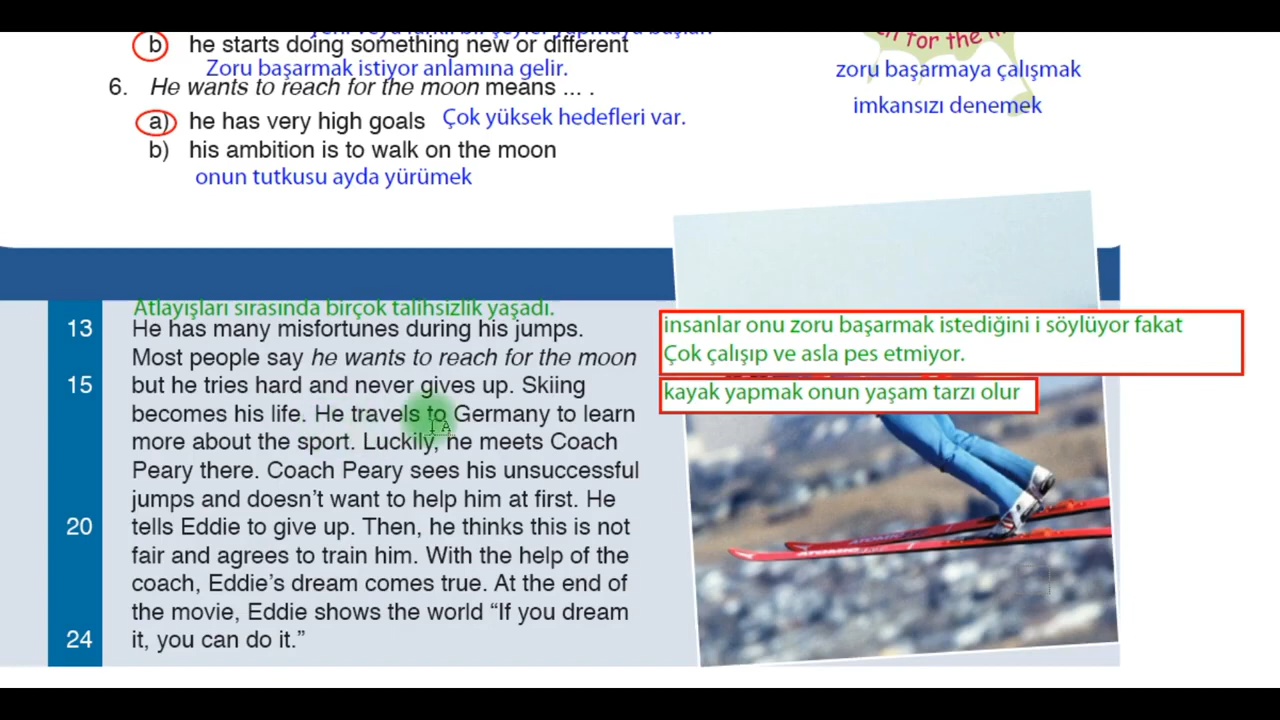 b he starts doing something new or different
Zoru başarmak istiyor anlamına gelir.
6. He wants to reach for the moon means ... .
a) he has very high goals Çok yüksek hedefleri var.
b) his ambition is to walk on the moon
onun tutkusu ayda yürümek
zoru başarmaya çalışmak
imkansızı denemek
Atlayışları sırasında birçok talihsizlik yaşadı.
13 He has many misfortunes during his jumps.
Most people say he wants to reach for the moon
15 but he tries hard and never gives up. Skiing
becomes his life. He travels to Germany to learn
more about the sport. Luckily, he meets Coach
Peary there. Coach Peary sees his unsuccessful
jumps and doesn't want to help him at first. He
20 tells Eddie to give up. Then, he thinks this is not
fair and agrees to train him. With the help of the
coach, Eddie's dream comes true. At the end of
the movie, Eddie shows the world “If you dream
24 it, you can do it.”
insanlar onu zoru başarmak istediğini i söylüyor fakat
Çok çalışıp ve asla pes etmiyor.
kayak yapmak onun yaşam tarzı olur
ATOMIC